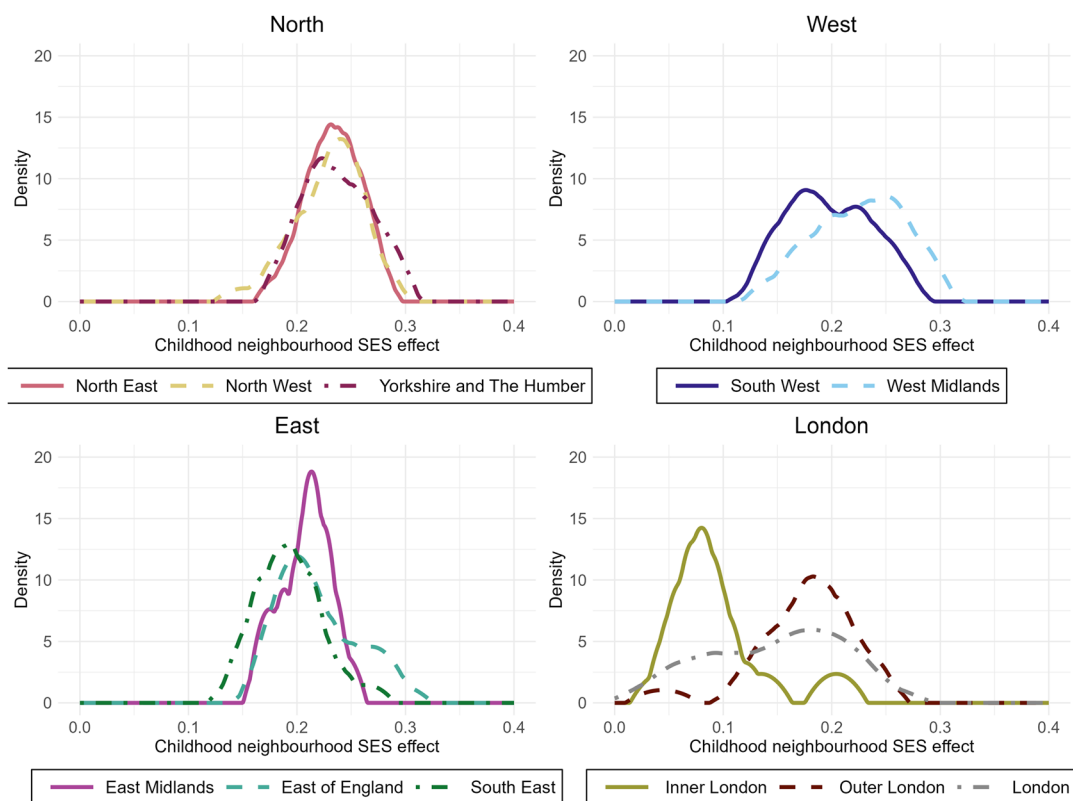 North
20
15
10
5
0
Density
0.0 0.1 0.2 0.3 0.4
Childhood neighbourhood SES effect
North East North West Yorkshire and The Humber
West
20
15
10
5
0
Density
0.0 0.1 0.2 0.3 0.4
Childhood neighbourhood SES effect
South West West Midlands
East
20
15
10
5
0
Density
0.0 0.1 0.2 0.3 0.4
Childhood neighbourhood SES effect
East Midlands East of England South East
London
20
15
10
5
0
Density
0.0 0.1 0.2 0.3 0.4
Childhood neighbourhood SES effect
Inner London Outer London London